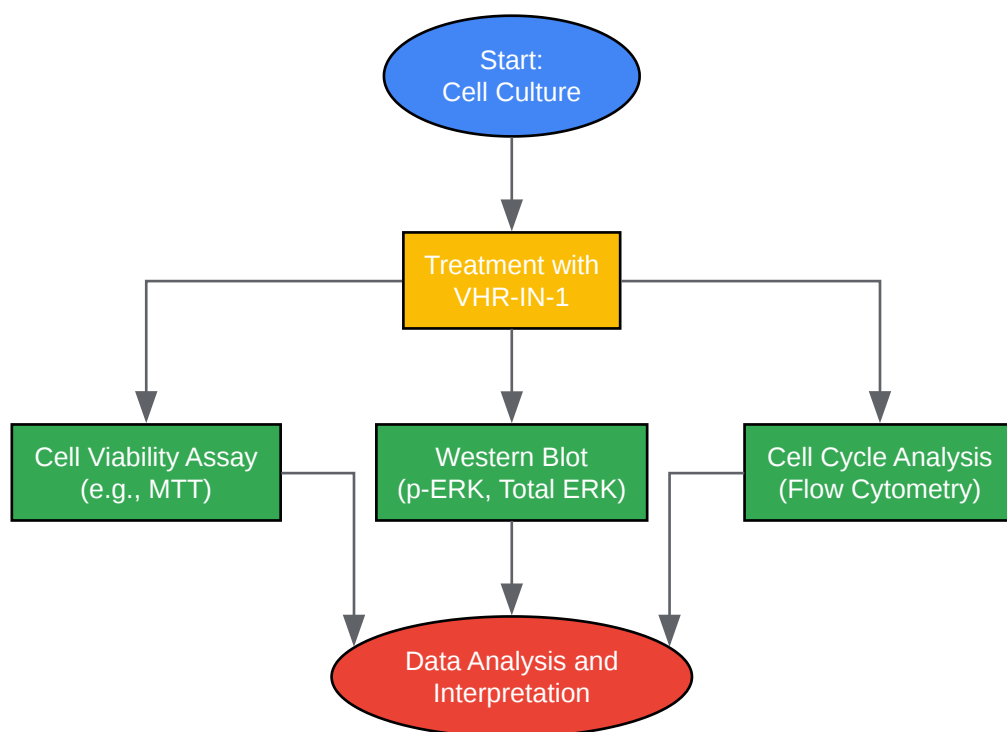 Start:
Cell Culture
Treatment with
VHR-IN-1
Cell Viability Assay
(e.g., MTT)
Western Blot
(p-ERK, Total ERK)
Cell Cycle Analysis
(Flow Cytometry)
Data Analysis and
Interpretation